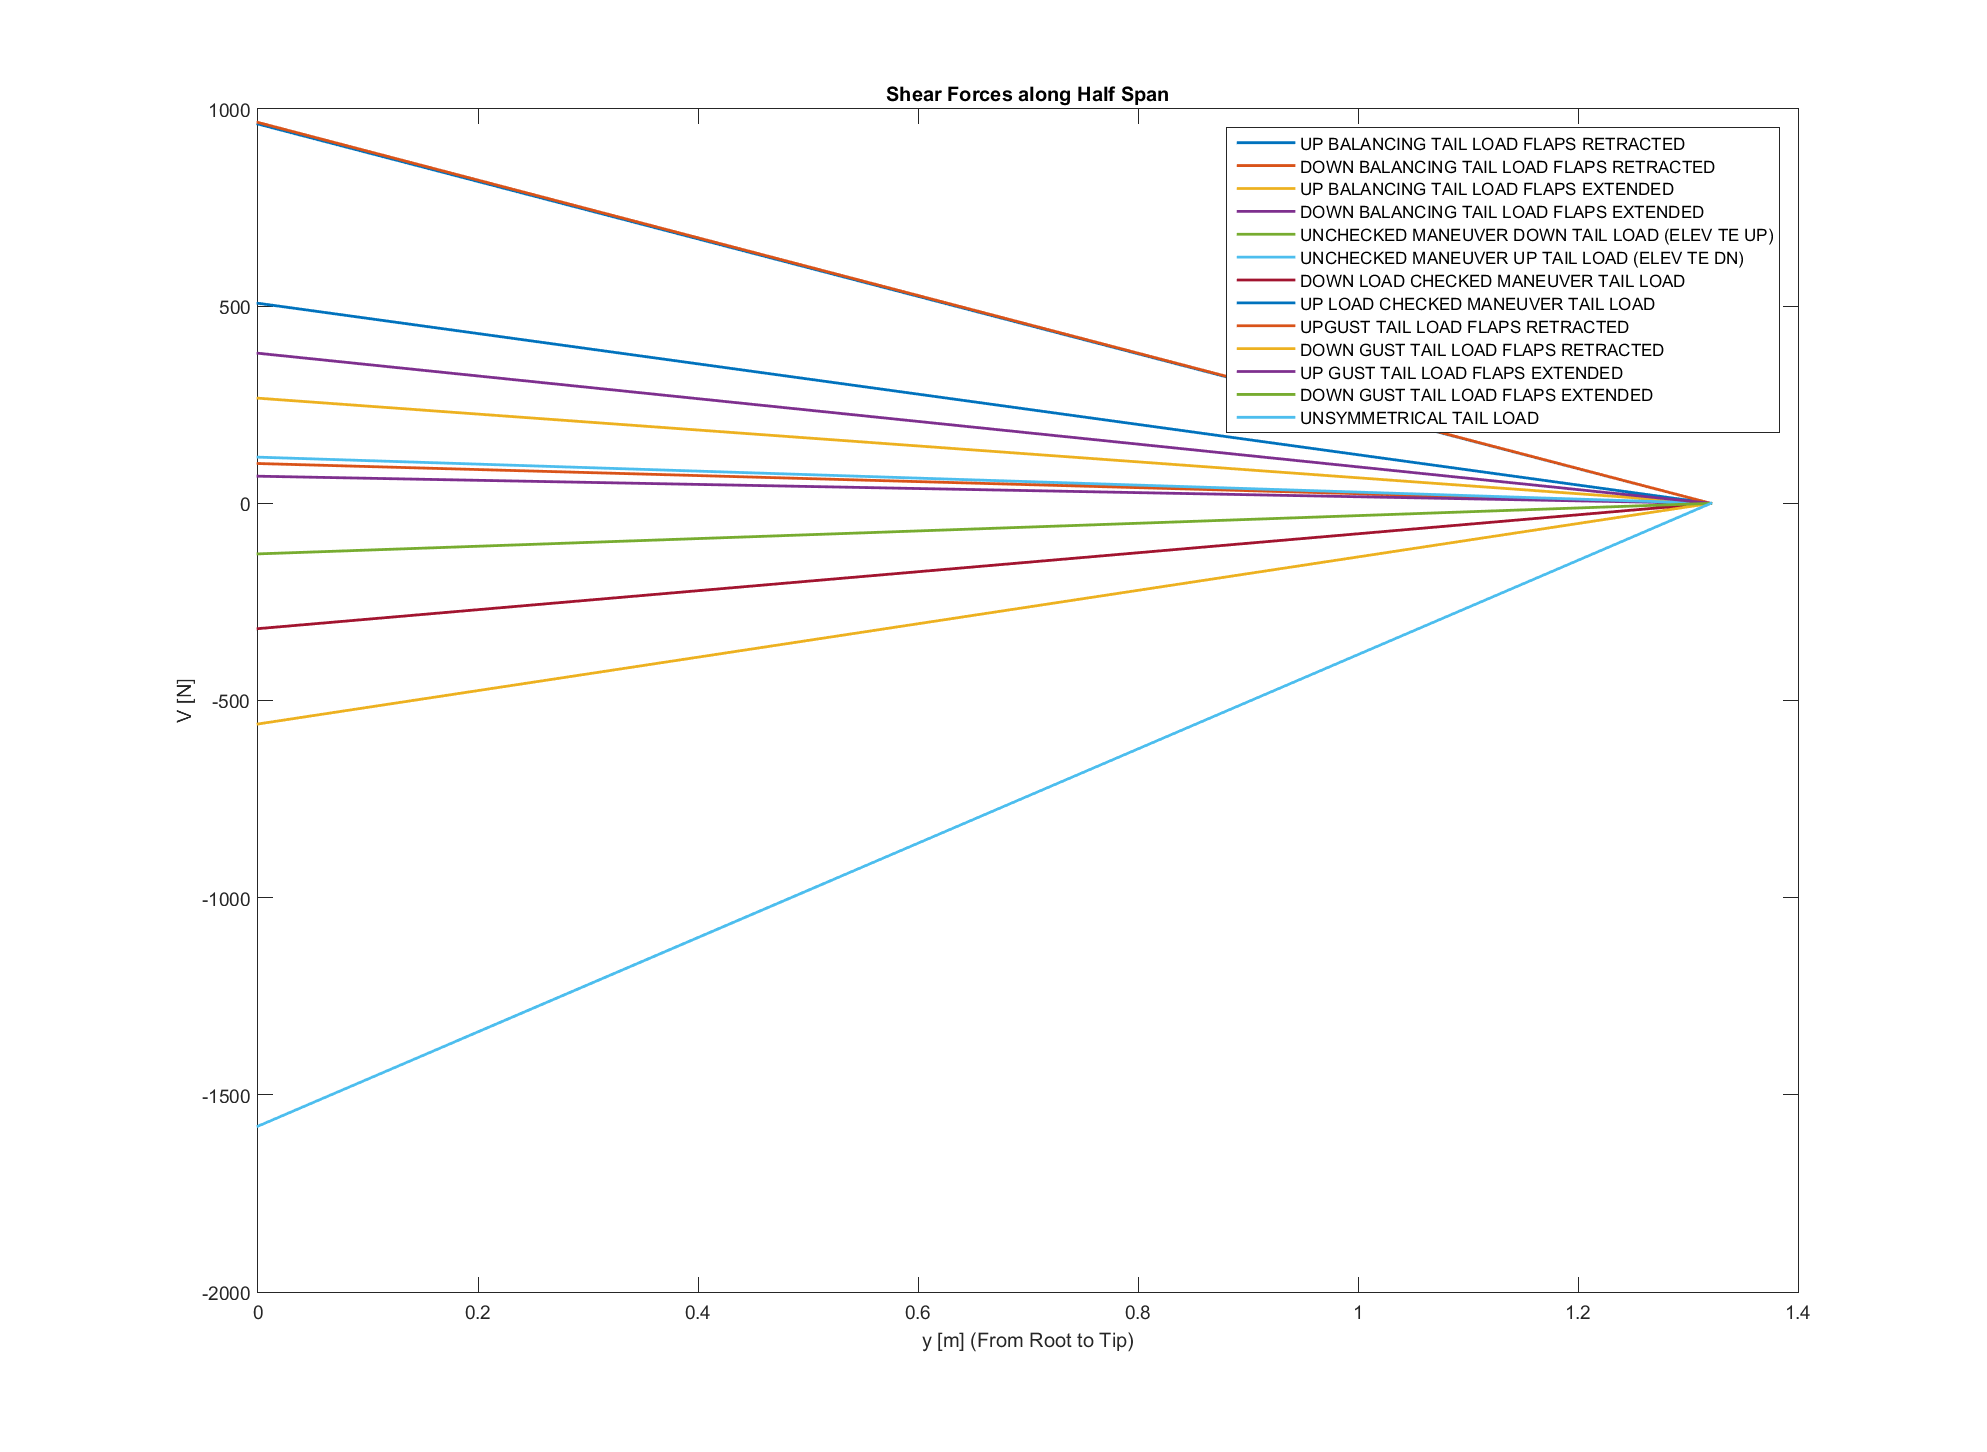 Shear Forces along Half Span
1000
500
0
-500
-1000
-1500
-2000
V [N]
UP BALANCING TAIL LOAD FLAPS RETRACTED
DOWN BALANCING TAIL LOAD FLAPS RETRACTED
UP BALANCING TAIL LOAD FLAPS EXTENDED
DOWN BALANCING TAIL LOAD FLAPS EXTENDED
UNCHECKED MANEUVER DOWN TAIL LOAD (ELEV TE UP)
UNCHECKED MANEUVER UP TAIL LOAD (ELEV TE DN)
DOWN LOAD CHECKED MANEUVER TAIL LOAD
UP LOAD CHECKED MANEUVER TAIL LOAD
UPGUST TAIL LOAD FLAPS RETRACTED
DOWN GUST TAIL LOAD FLAPS RETRACTED
UP GUST TAIL LOAD FLAPS EXTENDED
DOWN GUST TAIL LOAD FLAPS EXTENDED
UNSYMMETRICAL TAIL LOAD
0 0.2 0.4 0.6 0.8 1 1.2 1.4
y [m] (From Root to Tip)